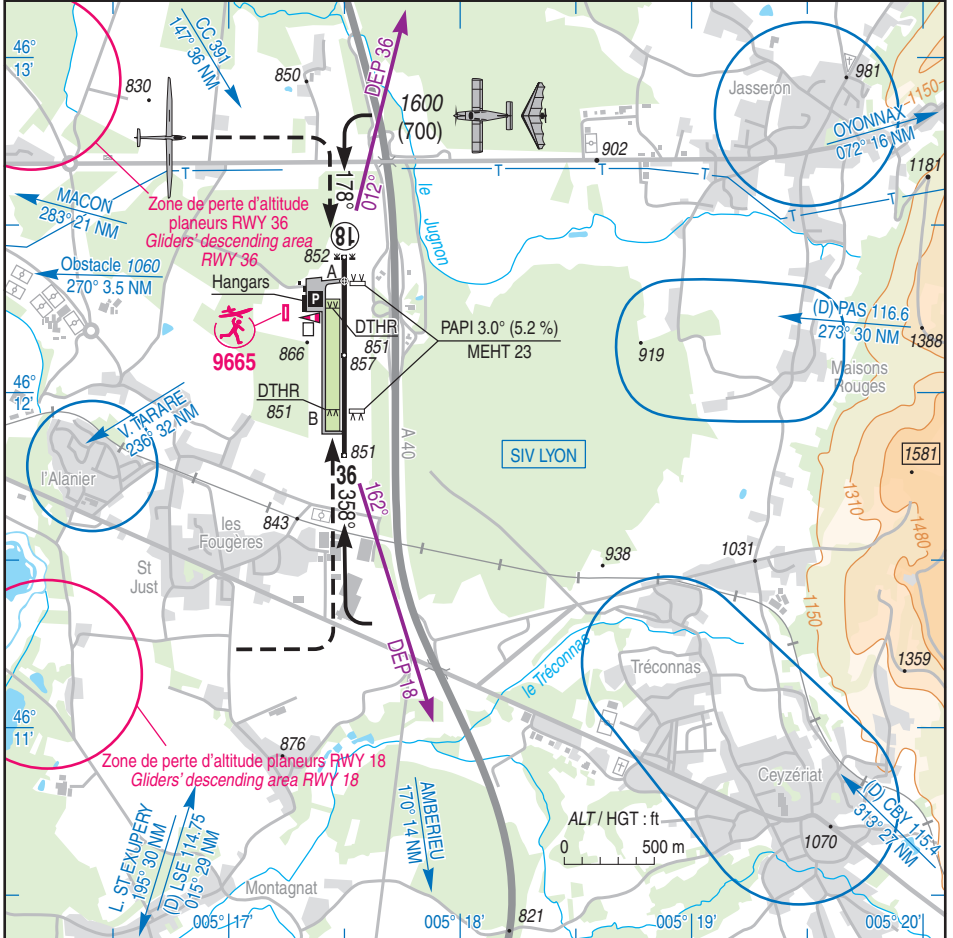 46°
13'
CC 391
147° 36 NM
830
850
DEP 36
1600
(700)
Jasseron
981
1150
OYONNAX
072° 16 NM
902
1181
T
T
T
T
T
178°
012°
le Jugnon
MACON
283° 21 NM
Zone de perte d'altitude
planeurs RWY 36
Gliders' descending area
RWY 36
18
852
A
Obstacle 1060
270° 3.5 NM
Hangars
P
DTHR
851
857
PAPI 3.0° (5.2 %)
MEHT 23
9665
866
919
(D) PAS 116.6
273° 30 NM
1388
Maisons
Rouges
46°
12'
DTHR
851
B
V. TARARE
236° 32 NM
A 40
851
SIV LYON
1581
l'Alanier
36
358°
162°
1310
1480
843
les
Fougères
St
Just
938
1031
1150
1359
DEP 18
le Tréconnas
Tréconnas
46°
11'
876
Zone de perte d'altitude planeurs RWY 18
Gliders' descending area RWY 18
Ceyzériat
(D) CBY 115.4
313° 27 NM
AMBERIEU
170° 14 NM
ALT / HGT : ft
0 500 m
1070
L. ST EXUPERY
195° 30 NM
(D) LSE 114.75
015° 29 NM
Montagnat
821
005° 17'
005° 18'
005° 19'
005° 20'